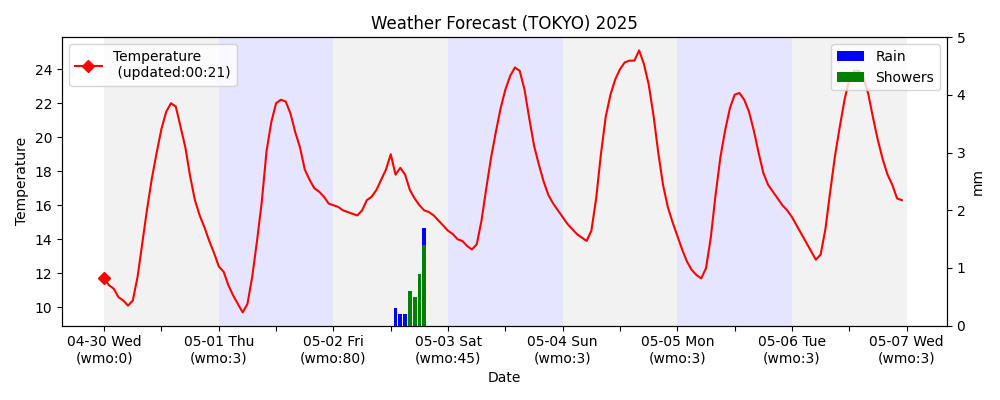 Weather Forecast (TOKYO) 2025
Temperature
(updated:00:21)
Rain
Showers
Temperature
24
22
20
18
16
14
12
10
5
4
3
2
1
0
mm
04-30 Wed
(wmo:0)
05-01 Thu
(wmo:3)
05-02 Fri
(wmo:80)
05-03 Sat
(wmo:45)
05-04 Sun
(wmo:3)
05-05 Mon
(wmo:3)
05-06 Tue
(wmo:3)
05-07 Wed
(wmo:3)
Date